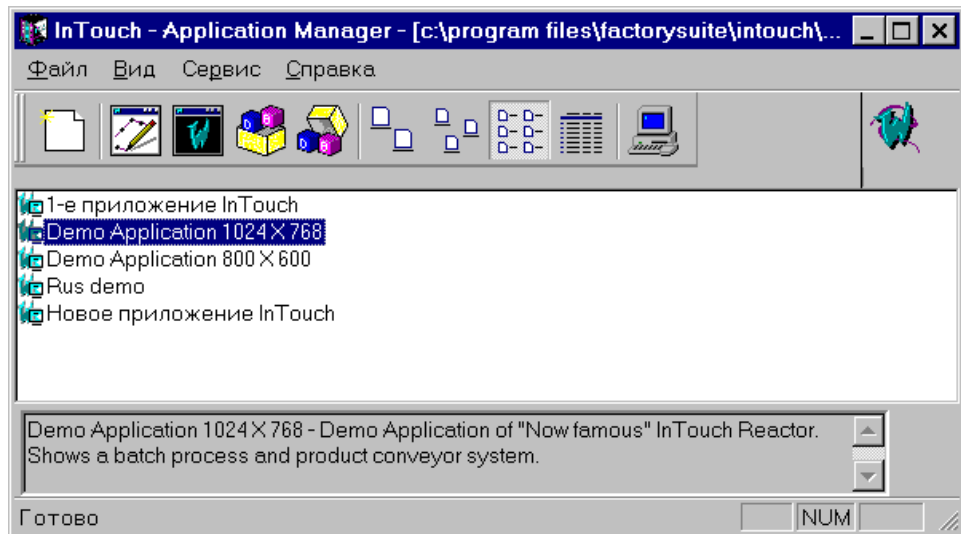 InTouch - Application Manager - [c:\program files\factorysuite\intouch\...
Файл Вид Сервис Справка
1-е приложение InTouch
Demo Application 1024 X 768
Demo Application 800 X 600
Rus demo
Новое приложение InTouch
Demo Application 1024 X 768 - Demo Application of "Now famous" InTouch Reactor.
Shows a batch process and product conveyor system.
Готово NUM